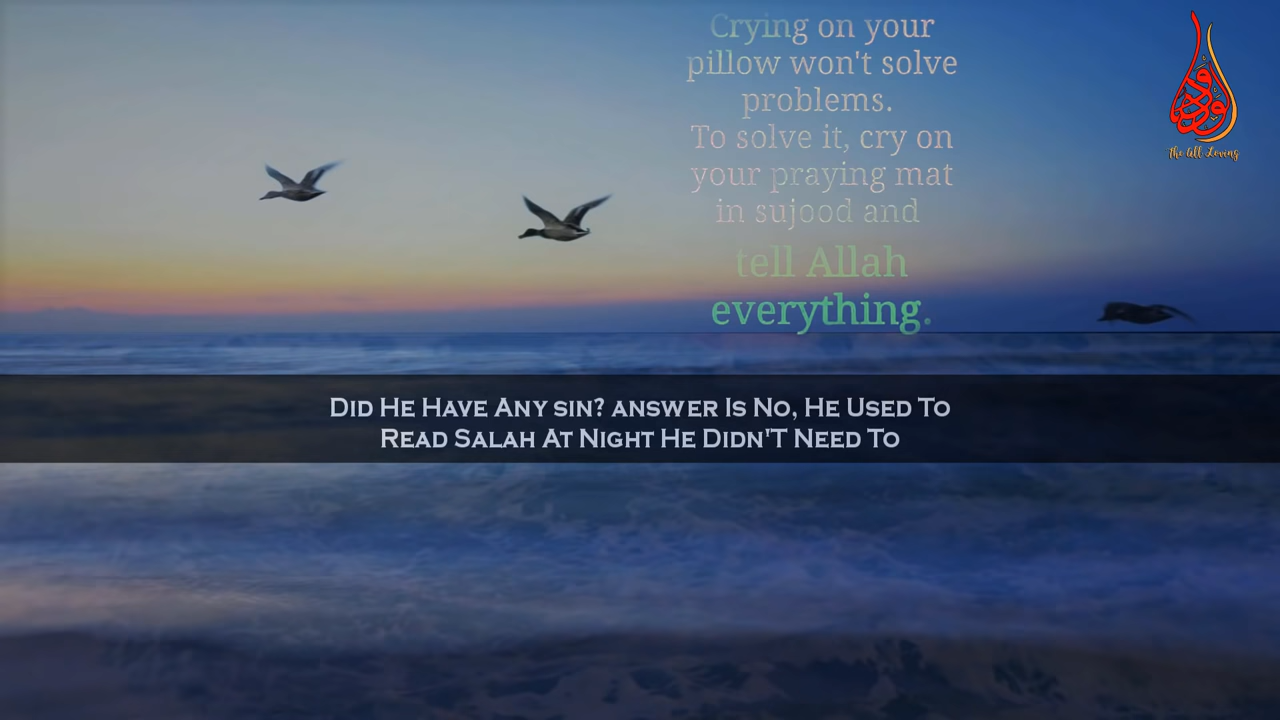 Crying on your
pillow won't solve
problems.
To solve it, cry on
your praying mat
in sujood and
tell Allah
everything.
The All Loving
DID HE HAVE ANY SIN? ANSWER IS NO, HE USED TO
READ SALAH AT NIGHT HE DIDN'T NEED TO